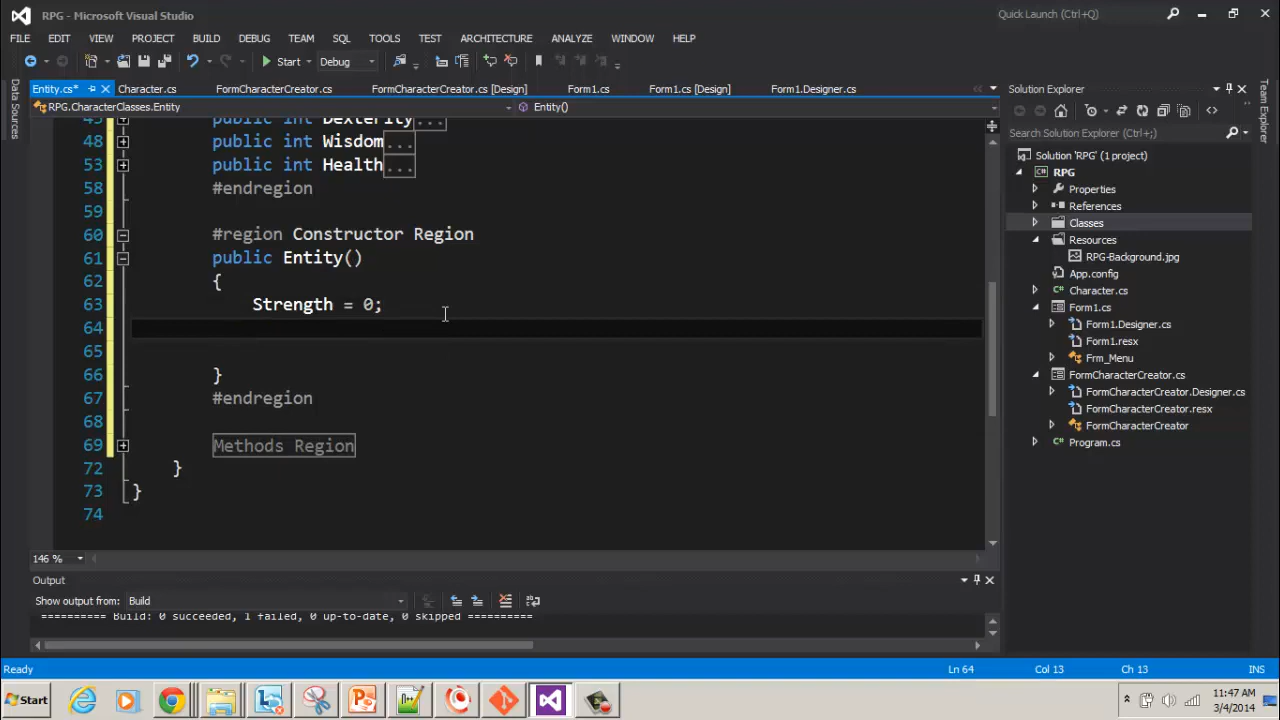 RPG - Microsoft Visual Studio
Quick Launch (Ctrl+Q)
FILE EDIT VIEW PROJECT BUILD DEBUG TEAM SQL TOOLS TEST ARCHITECTURE ANALYZE WINDOW HELP
Start Debug
Data Sources
Entity.cs* Character.cs FormCharacterCreator.cs FormCharacterCreator.cs [Design] Form1.cs Form1.cs [Design] Form1.Designer.cs
RPG.CharacterClasses.Entity Entity()
45 public int Dexterity...
48 public int Wisdom...
53 public int Health...
58 #endregion
59
60 #region Constructor Region
61 public Entity()
62 {
63 Strength = 0;
64
65
66 }
67 #endregion
68
69 Methods Region
72 }
73 }
74
146 %
Solution Explorer
Search Solution Explorer (Ctrl+;)
Solution 'RPG' (1 project)
RPG
Properties
References
Classes
Resources
RPG-Background.jpg
App.config
Character.cs
Form1.cs
Form1.Designer.cs
Form1.resx
Frm_Menu
FormCharacterCreator.cs
FormCharacterCreator.Designer.cs
FormCharacterCreator.resx
FormCharacterCreator
Program.cs
Team Explorer
Output
Show output from: Build
========== Build: 0 succeeded, 1 failed, 0 up-to-date, 0 skipped ==========
Ready Ln 64 Col 13 Ch 13 INS
Start
11:47 AM
3/4/2014